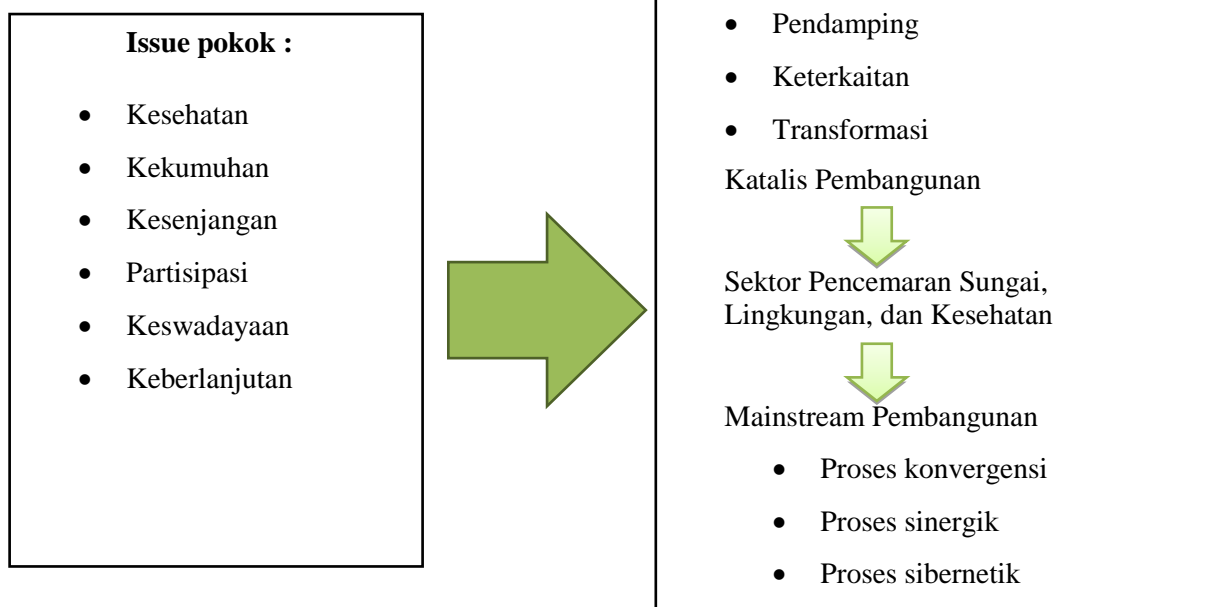 Issue pokok :
• Kesehatan
• Kekumuhan
• Kesenjangan
• Partisipasi
• Keswadayaan
• Keberlanjutan
• Pendamping
• Keterkaitan
• Transformasi
Katalis Pembangunan
Sektor Pencemaran Sungai,
Lingkungan, dan Kesehatan
Mainstream Pembangunan
• Proses konvergensi
• Proses sinergik
• Proses sibernetik